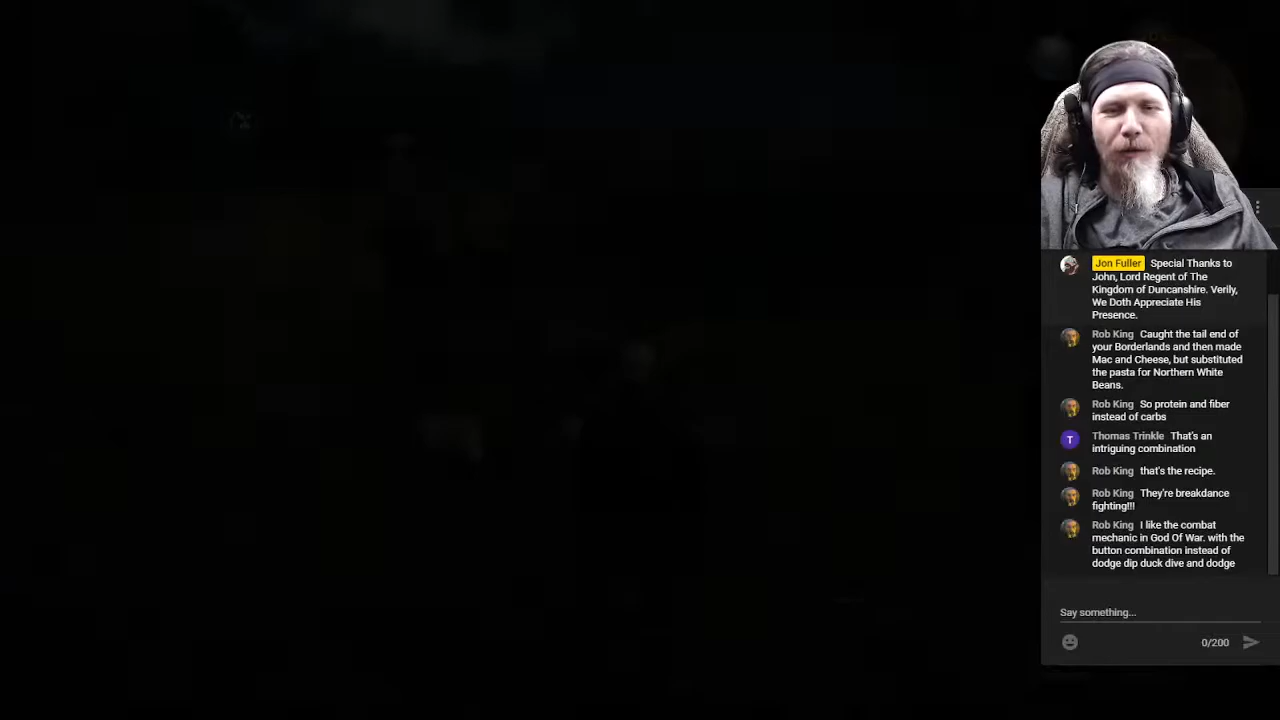 Jon Fuller Special Thanks to
John, Lord Regent of The
Kingdom of Duncanshire. Verily,
We Doth Appreciate His
Presence.
Rob King Caught the tail end of
your Borderlands and then made
Mac and Cheese, but substituted
the pasta for Northern White
Beans.
Rob King So protein and fiber
instead of carbs
T
Thomas Trinkle That's an
intriguing combination
Rob King that's the recipe.
Rob King They're breakdance
fighting!!!
Rob King I like the combat
mechanic in God Of War. with the
button combination instead of
dodge dip duck dive and dodge
Say something...
0/200